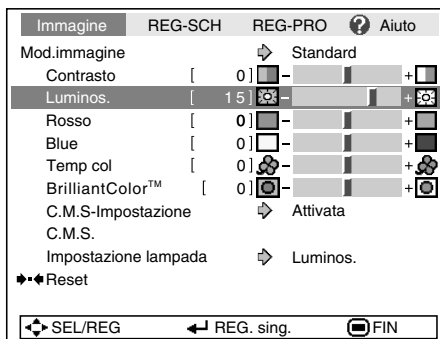 Immagine REG-SCH REG-PRO ? Aiuto
Mod.immagine Standard
Contrasto [ 0 ] - +
Luminos. [ 15 ] - +
Rosso [ 0 ] - +
Blue [ 0 ] - +
Temp col [ 0 ] - +
BrilliantColor™ [ 0 ] - +
C.M.S-Impostazione Attivata
C.M.S.
Impostazione lampada Luminos.
Reset
SEL/REG REG. sing. FIN